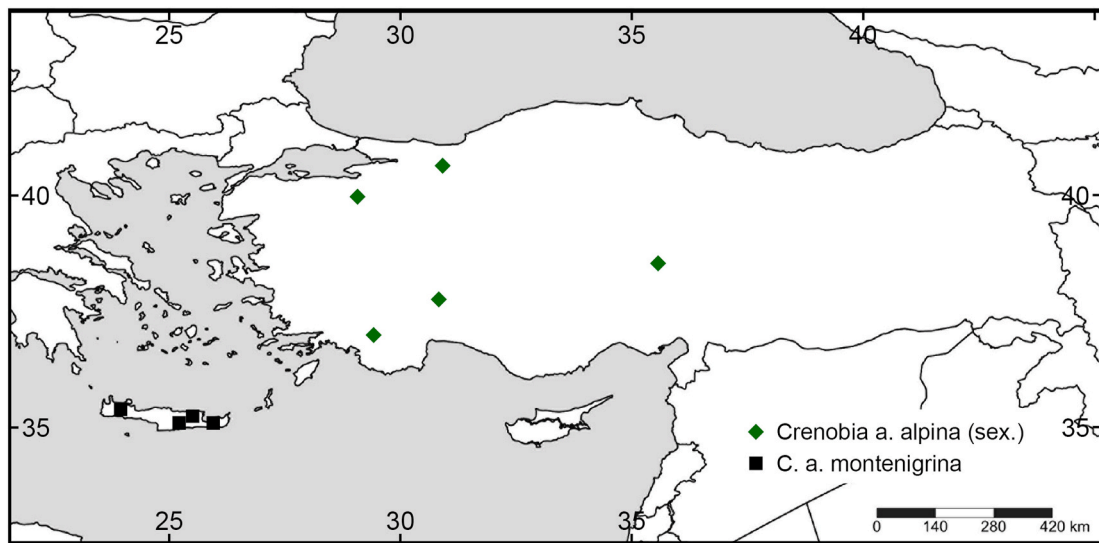 25 30 35 40
40 40
35 35
Crenobia a. alpina (sex.)
C. a. montenigrina
25 30 35
0 140 280 420 km